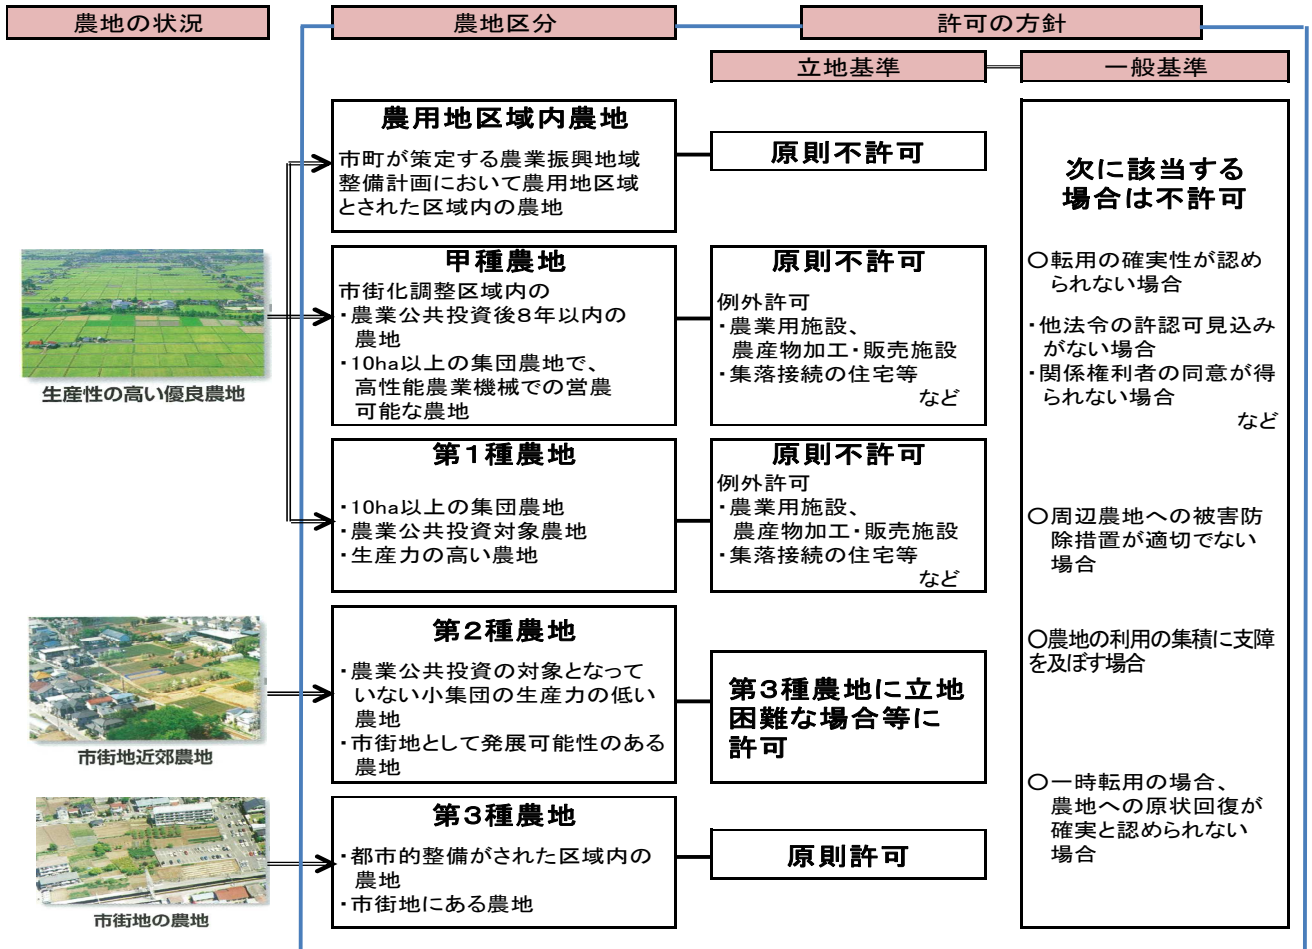 農地の状況
農地区分
許可の方針
立地基準
一般基準
生産性の高い優良農地
市街地近郊農地
市街地の農地
農用地区域内農地
市町が策定する農業振興地域
整備計画において農用地区域
とされた区域内の農地
原則不許可
甲種農地
市街化調整区域内の
・農業公共投資後8年以内の
農地
・10ha以上の集団農地で、
高性能農業機械での営農
可能な農地
原則不許可
例外許可
・農業用施設、
農産物加工・販売施設
・集落接続の住宅等
など
第1種農地
・10ha以上の集団農地
・農業公共投資対象農地
・生産力の高い農地
原則不許可
例外許可
・農業用施設、
農産物加工・販売施設
・集落接続の住宅等
など
第2種農地
・農業公共投資の対象となって
いない小集団の生産力の低い
農地
・市街地として発展可能性のある
農地
第3種農地に立地
困難な場合等に
許可
第3種農地
・都市的整備がされた区域内の
農地
・市街地にある農地
原則許可
次に該当する
場合は不許可
○転用の確実性が認め
られない場合
・他法令の許認可見込み
がない場合
・関係権利者の同意が得
られない場合
など
○周辺農地への被害防
除措置が適切でない
場合
○農地の利用の集積に支障
を及ぼす場合
○一時転用の場合、
農地への原状回復が
確実と認められない
場合